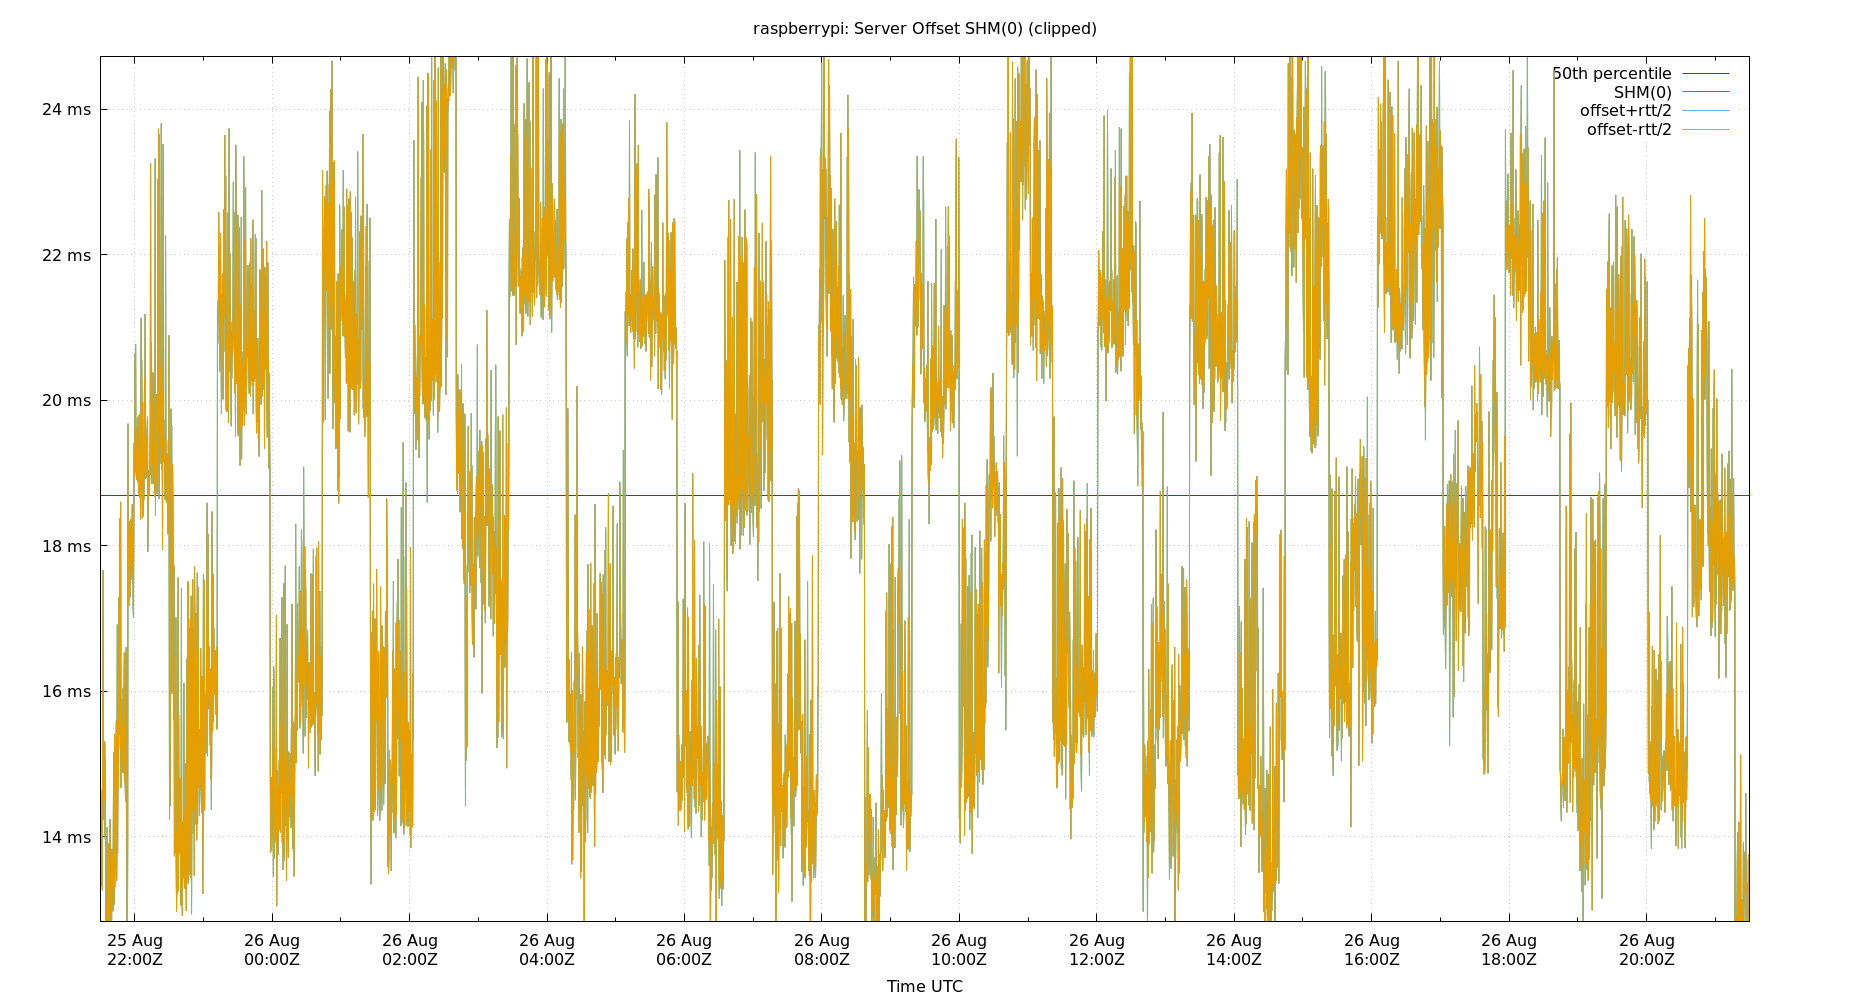 raspberrypi: Server Offset SHM(0) (clipped)
50th percentile
SHM(0)
offset+rtt/2
offset-rtt/2
24 ms
22 ms
20 ms
18 ms
16 ms
14 ms
25 Aug 26 Aug 26 Aug 26 Aug 26 Aug 26 Aug 26 Aug 26 Aug 26 Aug 26 Aug 26 Aug 26 Aug
22:00Z 00:00Z 02:00Z 04:00Z 06:00Z 08:00Z 10:00Z 12:00Z 14:00Z 16:00Z 18:00Z 20:00Z
Time UTC